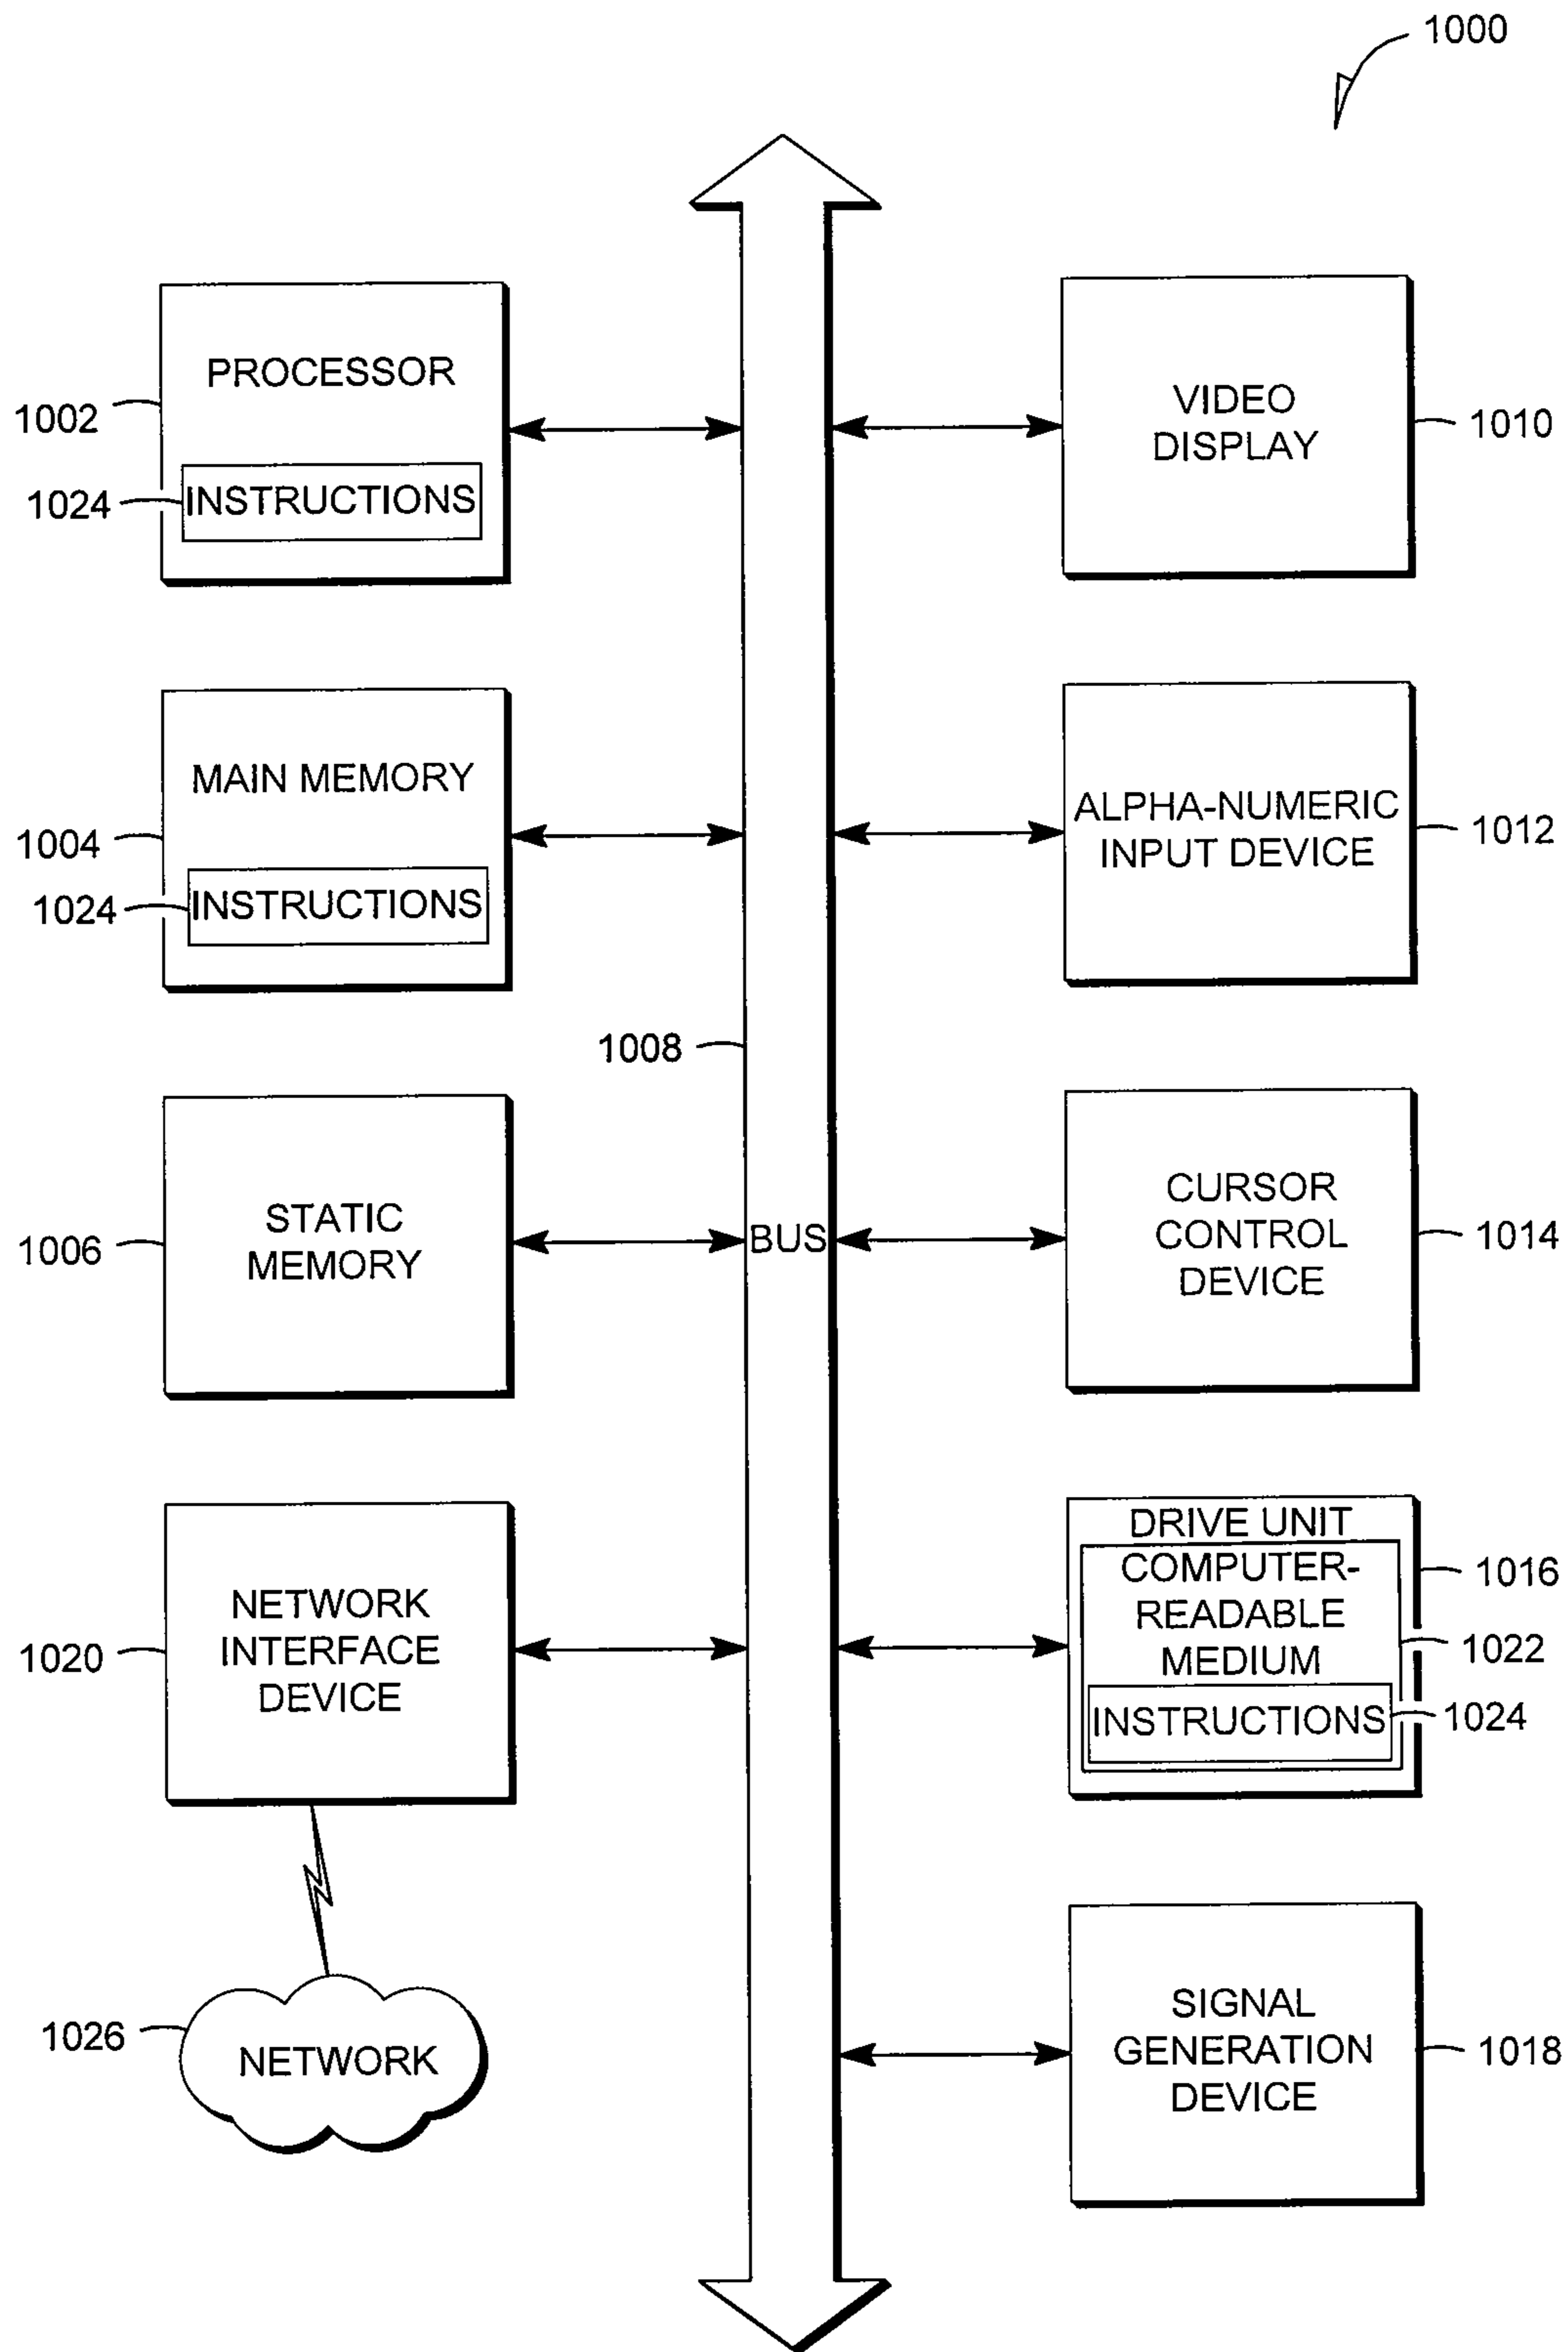 1000
PROCESSOR
1002
1024
INSTRUCTIONS
VIDEO
DISPLAY
1010
MAIN MEMORY
1004
1024
INSTRUCTIONS
ALPHA-NUMERIC
INPUT DEVICE
1012
1008
STATIC
MEMORY
1006
BUS
CURSOR
CONTROL
DEVICE
1014
NETWORK
INTERFACE
DEVICE
1020
DRIVE UNIT
COMPUTER-
READABLE
MEDIUM
INSTRUCTIONS
1016
1022
1024
1026
NETWORK
SIGNAL
GENERATION
DEVICE
1018